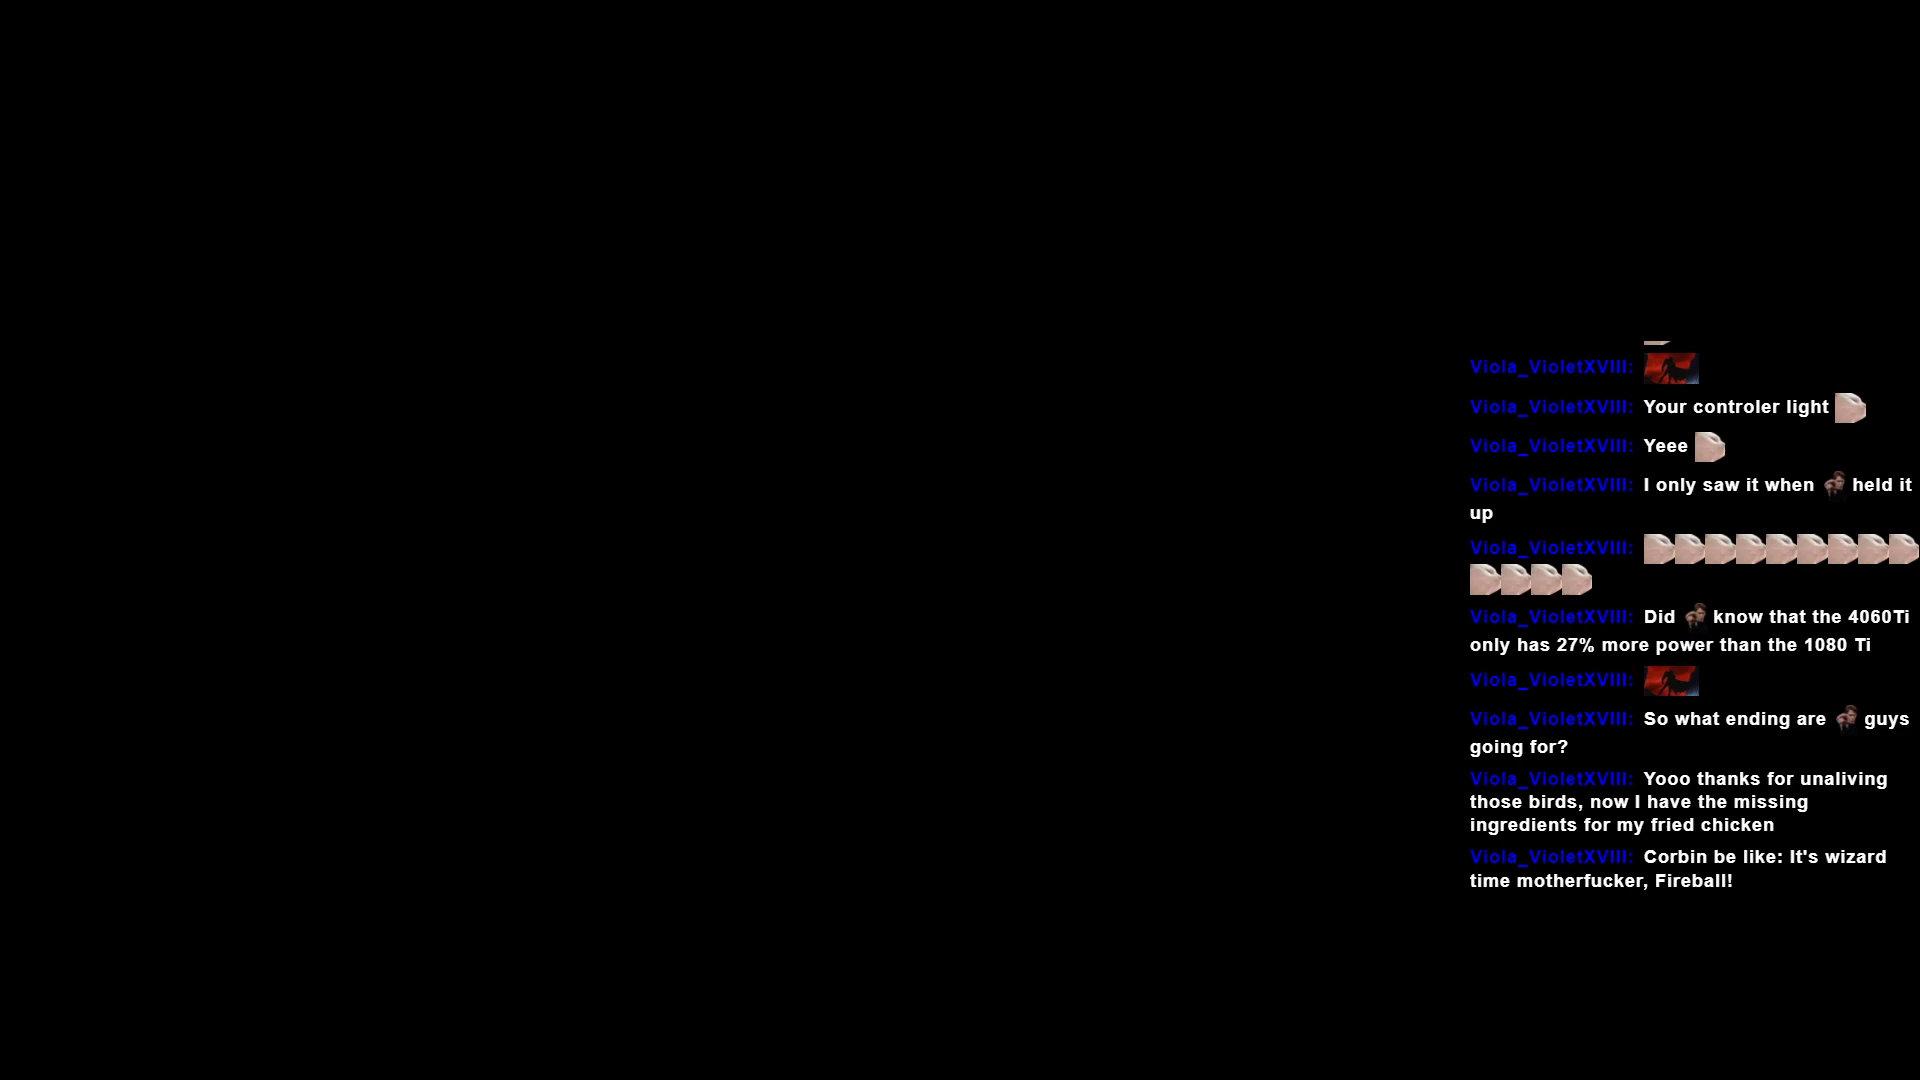 Viola_VioletXVIII:
Viola_VioletXVIII: Your controler light
Viola_VioletXVIII: Yeee
Viola_VioletXVIII: I only saw it when held it
up
Viola_VioletXVIII:
Viola_VioletXVIII: Did know that the 4060Ti
only has 27% more power than the 1080 Ti
Viola_VioletXVIII:
Viola_VioletXVIII: So what ending are guys
going for?
Viola_VioletXVIII: Yooo thanks for unaliving
those birds, now I have the missing
ingredients for my fried chicken
Viola_VioletXVIII: Corbin be like: It's wizard
time motherfucker, Fireball!